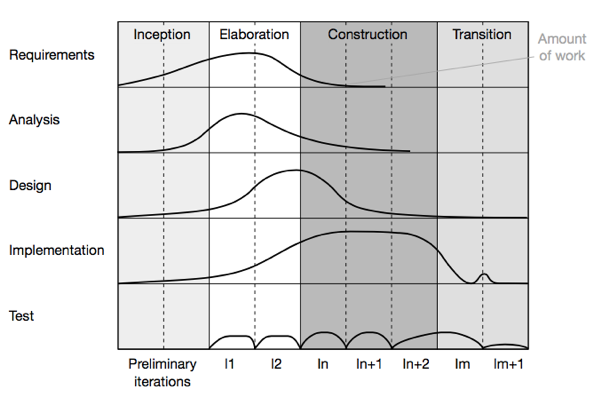 Inception
Elaboration
Construction
Transition
Amount
of work
Requirements
Analysis
Design
Implementation
Test
Preliminary
iterations
I1
I2
In
In+1
In+2
Im
Im+1